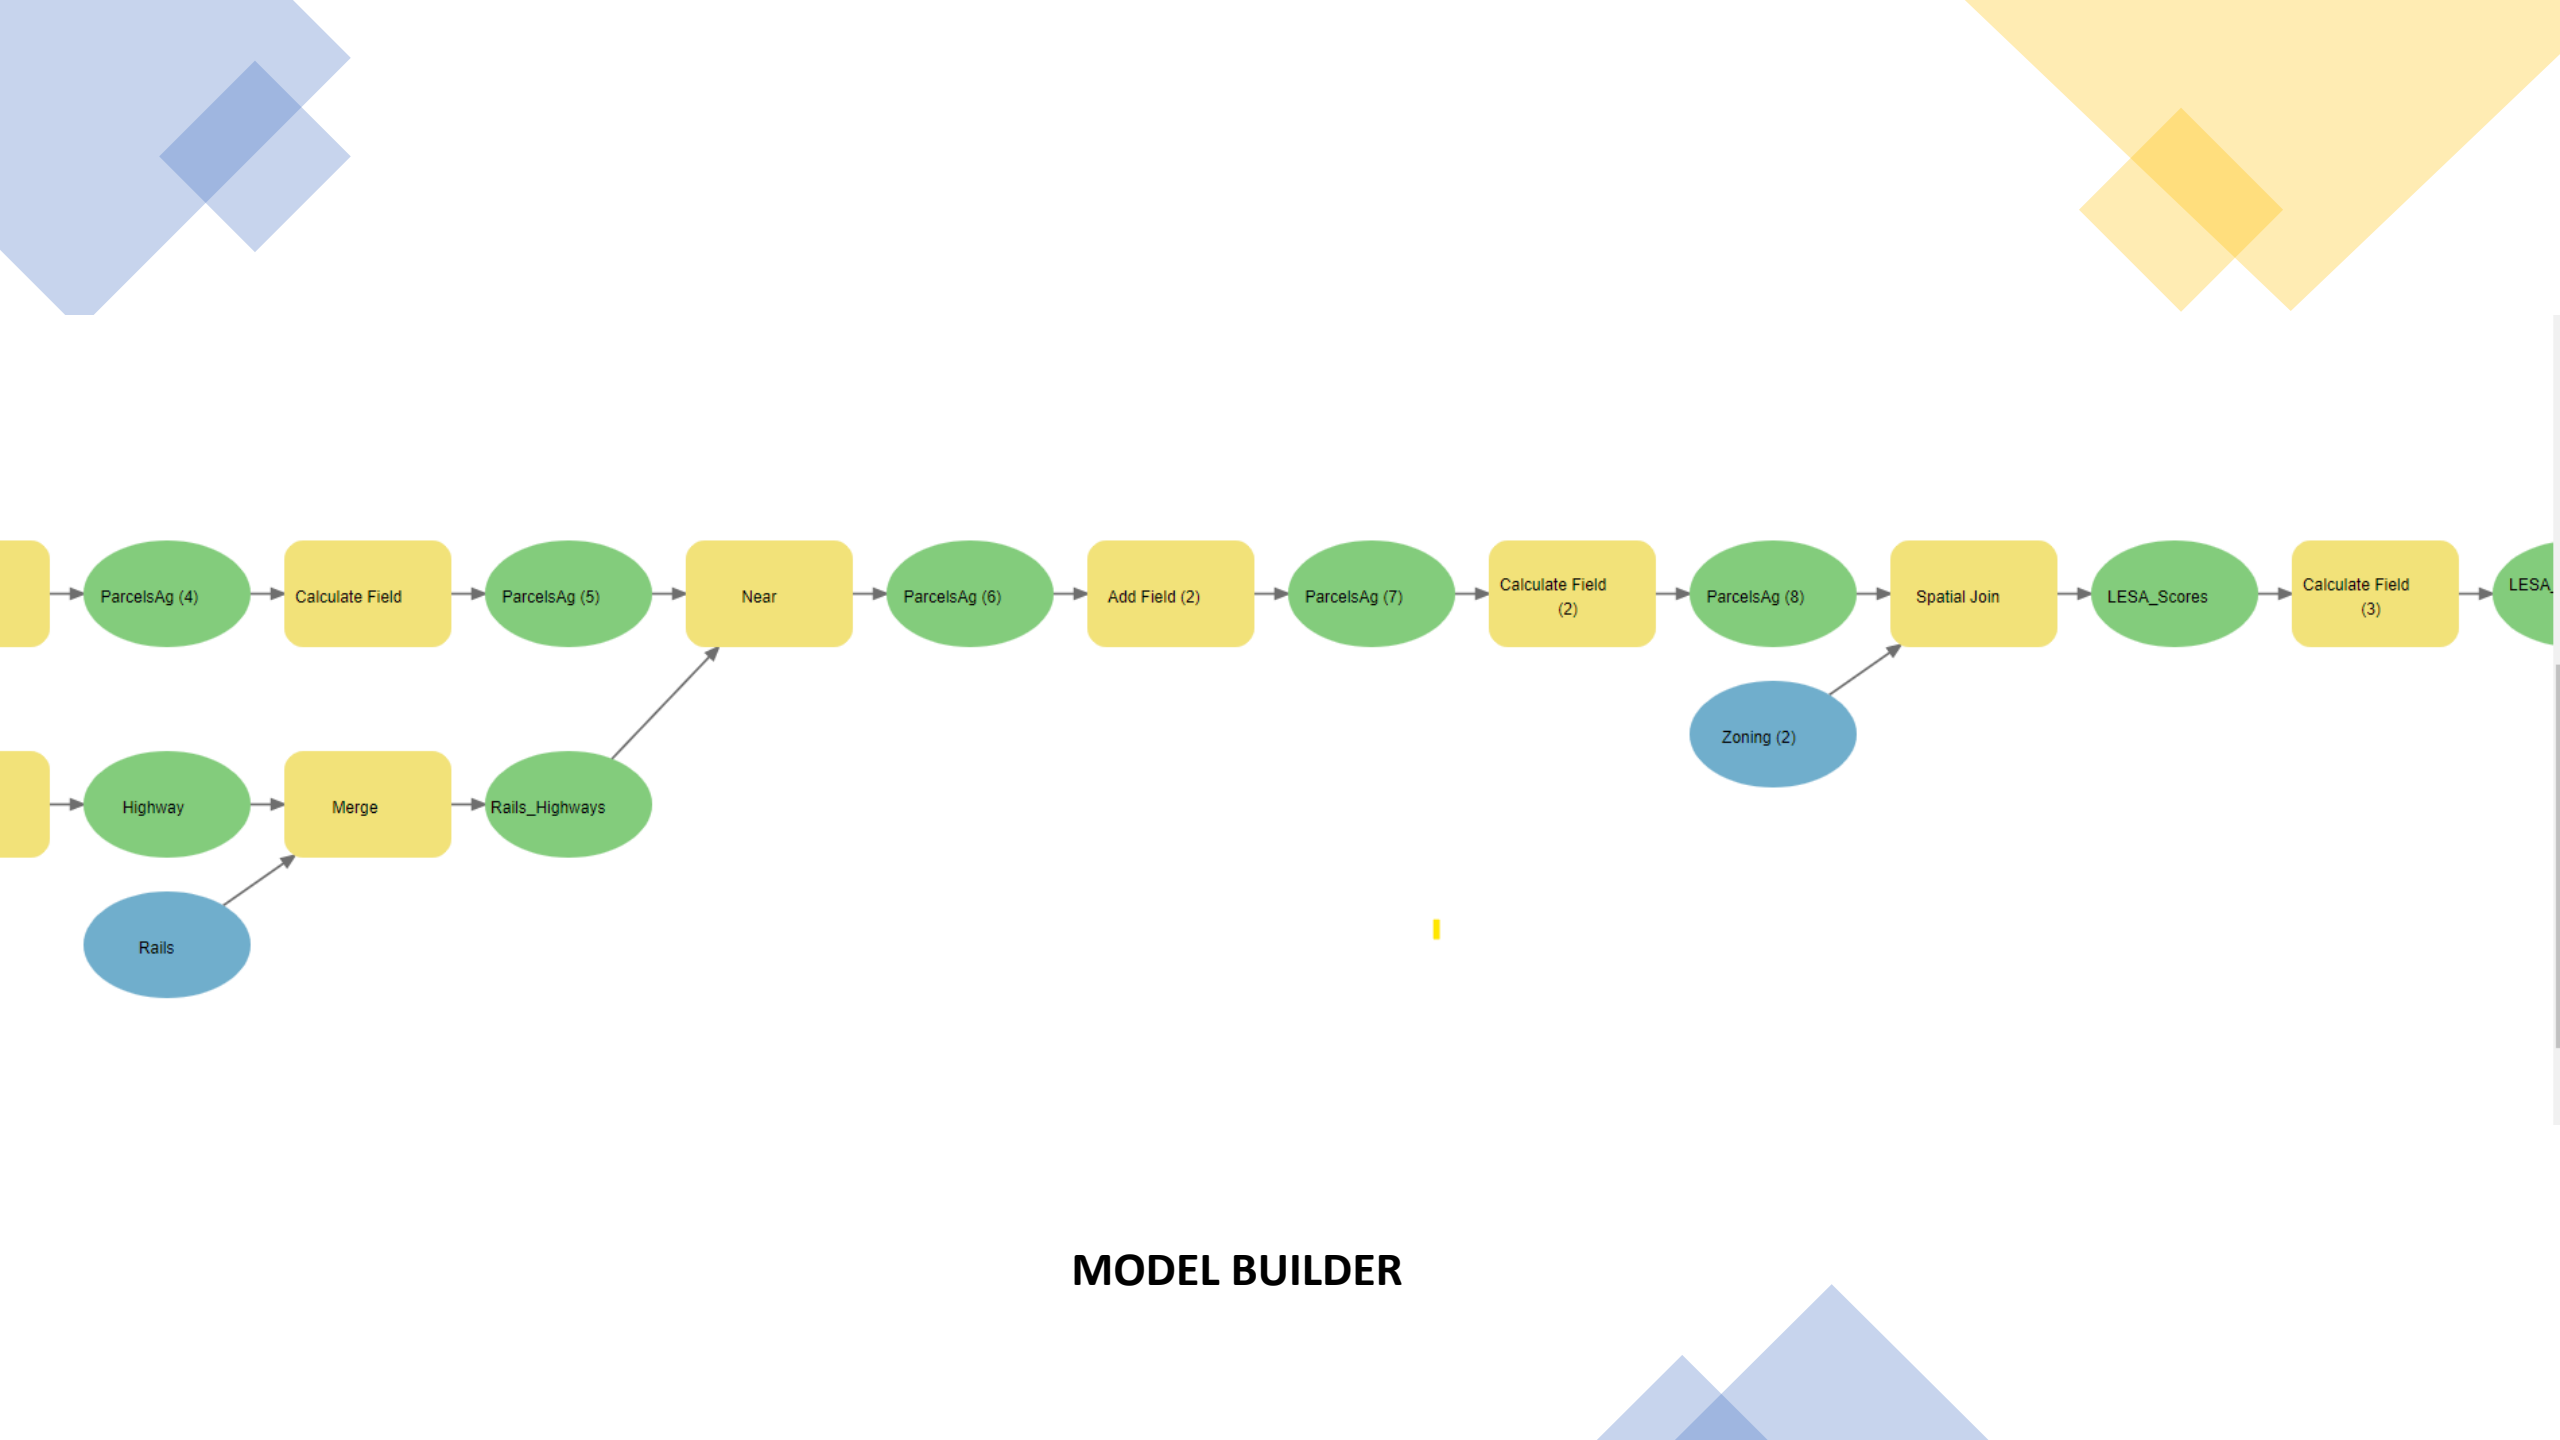 ParcelsAg (4)
Calculate Field
ParcelsAg (5)
Near
ParcelsAg (6)
Add Field (2)
ParcelsAg (7)
Calculate Field
(2)
ParcelsAg (8)
Spatial Join
LESA_Scores
Calculate Field
(3)
LESA_
Zoning (2)
Highway
Merge
Rails_Highways
Rails
MODEL BUILDER